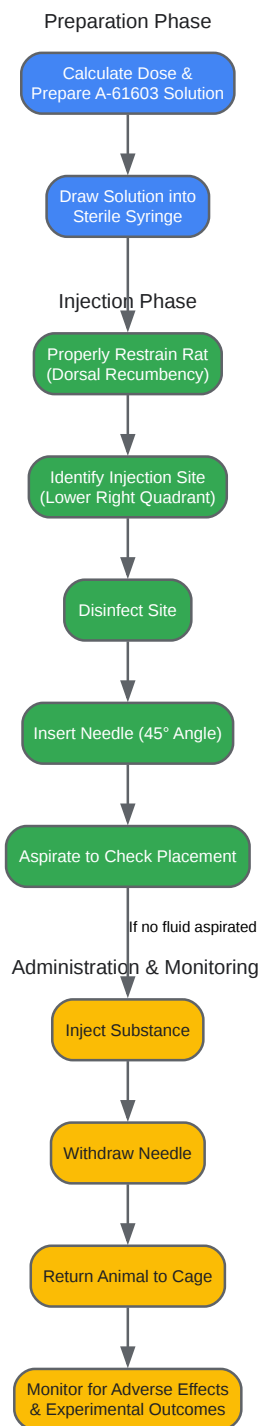 Preparation Phase
Calculate Dose &
Prepare A-61603 Solution
Draw Solution into
Sterile Syringe
Injection Phase
Properly Restrain Rat
(Dorsal Recumbency)
Identify Injection Site
(Lower Right Quadrant)
Disinfect Site
Insert Needle (45° Angle)
Aspirate to Check Placement
If no fluid aspirated
Administration & Monitoring
Inject Substance
Withdraw Needle
Return Animal to Cage
Monitor for Adverse Effects
& Experimental Outcomes